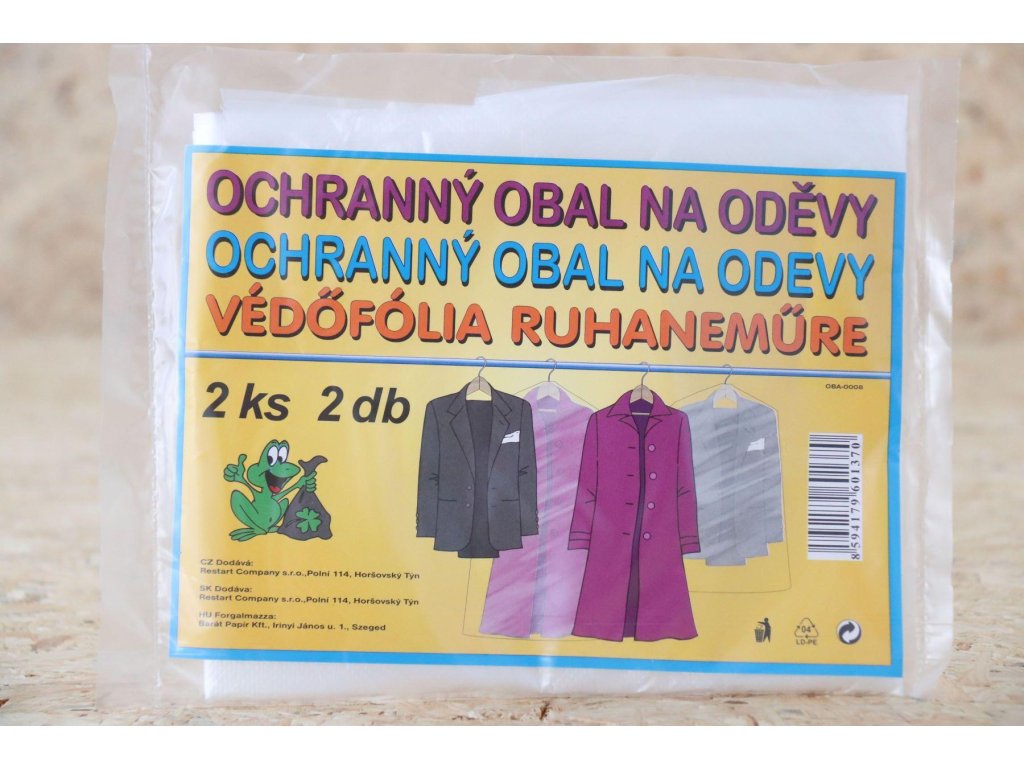 OCHRANNÝ OBAL NA ODĚVY
OCHRANNÝ OBAL NA ODEVY
VÉDŐFÓLIA RUHANEMŰRE
OBA-0008
2 ks 2 db
8 594179 601370
CZ Dodává:
Restart Company s.r.o.,Polní 114, Horšovský Týn
SK Dodáva:
Restart Company s.r.o.,Polní 114, Horšovský Týn
HU Forgalmazza:
Barát Papír Kft., Irínyi János u. 1., Szeged
04
LD-PE